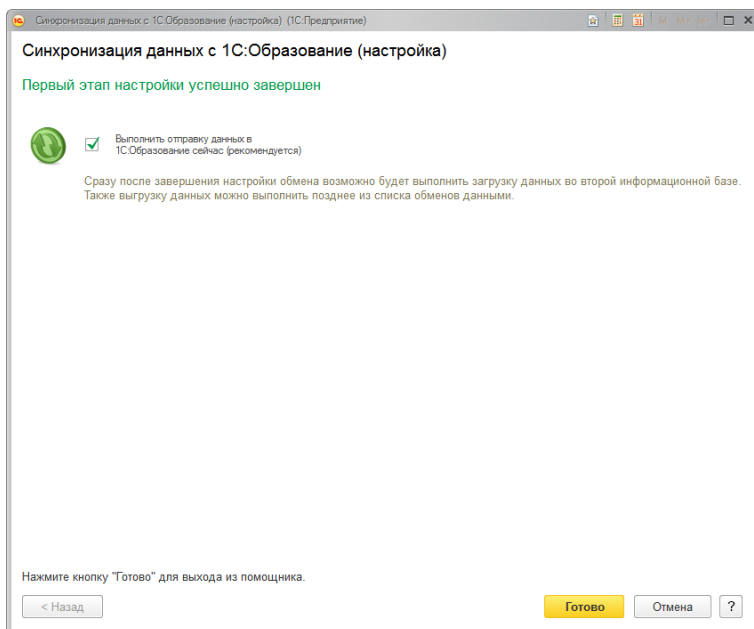 Синхронизация данных с 1С:Образование (настройка) (1С:Предприятие)
M M+ M-
Синхронизация данных с 1С:Образование (настройка)
Первый этап настройки успешно завершен
Выполнить отправку данных в
1С:Образование сейчас (рекомендуется)
Сразу после завершения настройки обмена возможно будет выполнить загрузку данных во второй информационной базе.
Также выгрузку данных можно выполнить позднее из списка обменов данными.
Нажмите кнопку "Готово" для выхода из помощника.
< Назад
Готово
Отмена
?